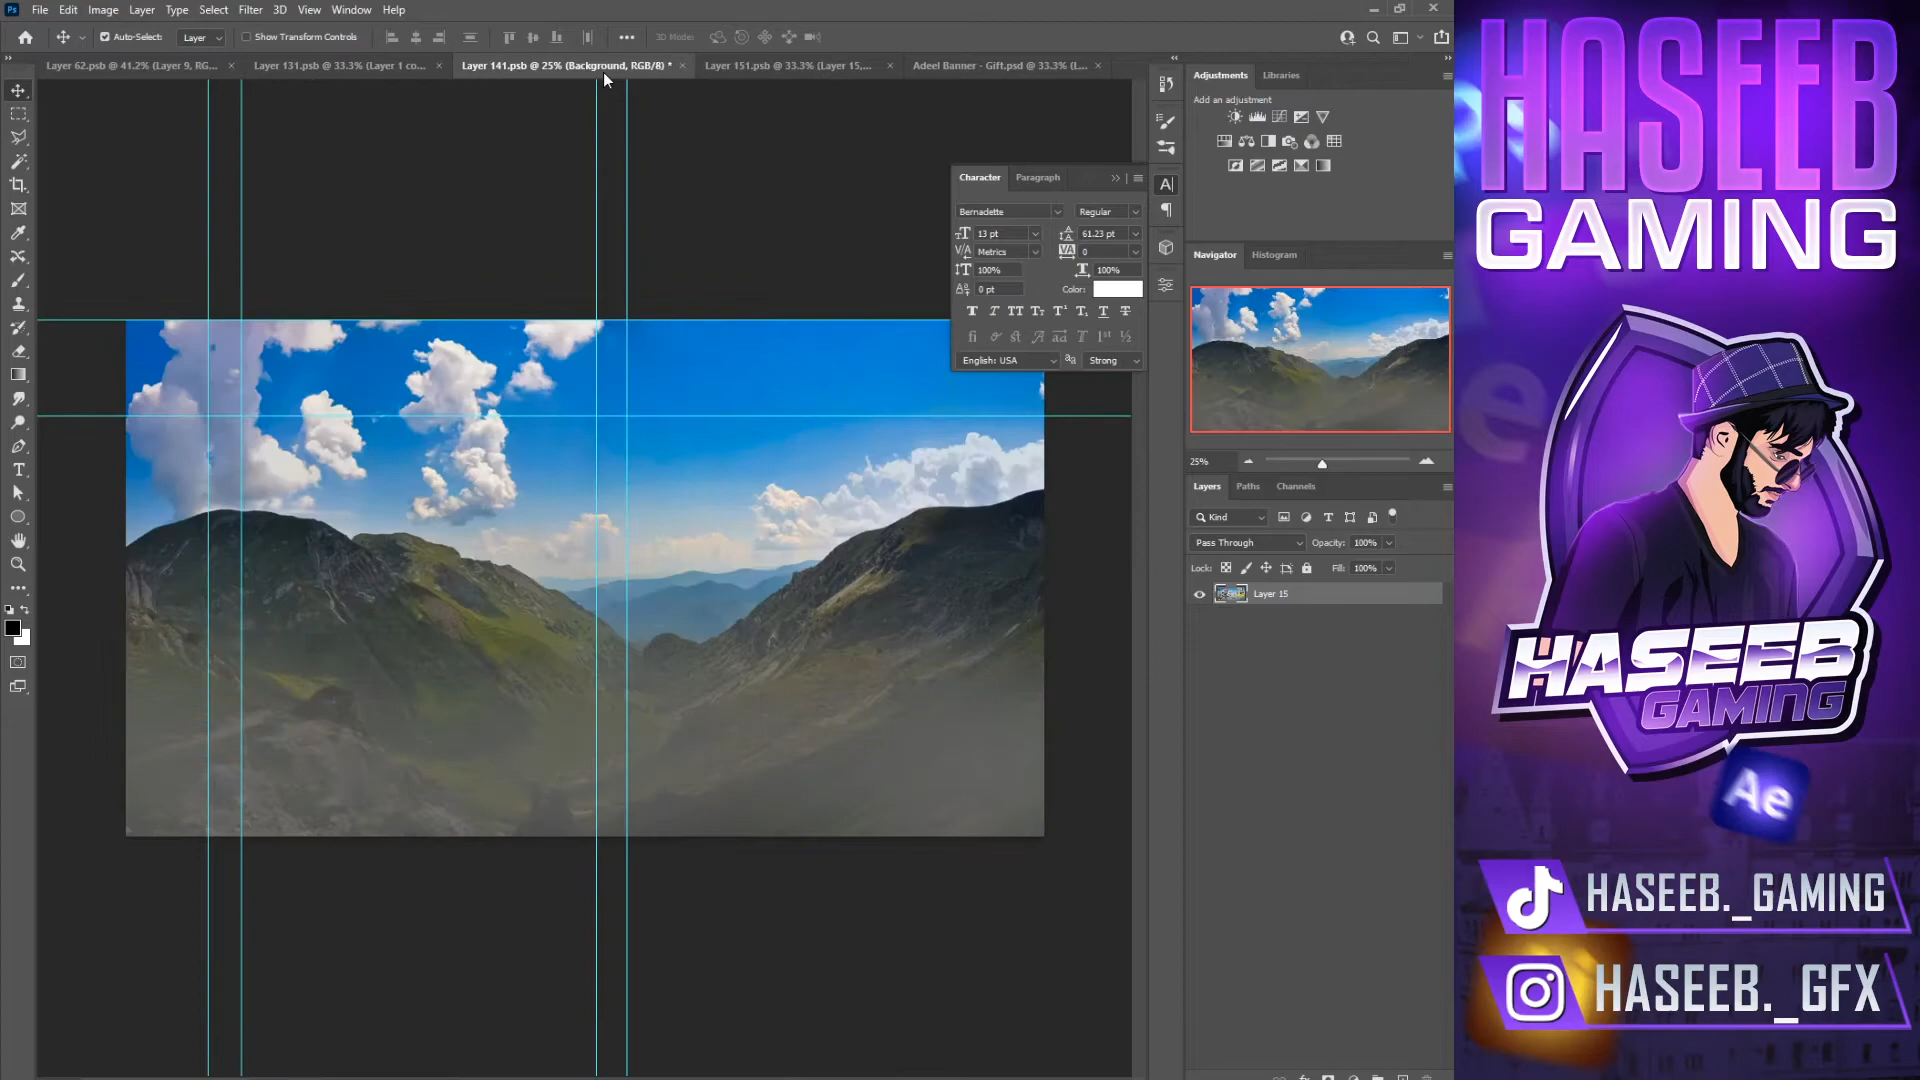 Ps File Edit Image Layer Type Select Filter 3D View Window Help
Auto-Select: Layer Show Transform Controls 3D Mode:
Layer 62.psb @ 41.2% (Layer 9, RG... × Layer 131.psb @ 33.3% (Layer 1 co... × Layer 141.psb @ 25% (Background, RGB/8) * × Layer 151.psb @ 33.3% (Layer 15,... × Adeel Banner - Gift.psd @ 33.3% (L... ×
Adjustments Libraries
Add an adjustment
Character Paragraph
Bernadette Regular
13 pt 61.23 pt
Metrics 0
100% 100%
0 pt Color:
English: USA aa Strong
Navigator Histogram
25%
Layers Paths Channels
Kind
Pass Through Opacity: 100%
Lock: Fill: 100%
Layer 15
HASEEB
GAMING
HASEEB
GAMING
Ae
HASEEB._GAMING
HASEEB._GFX